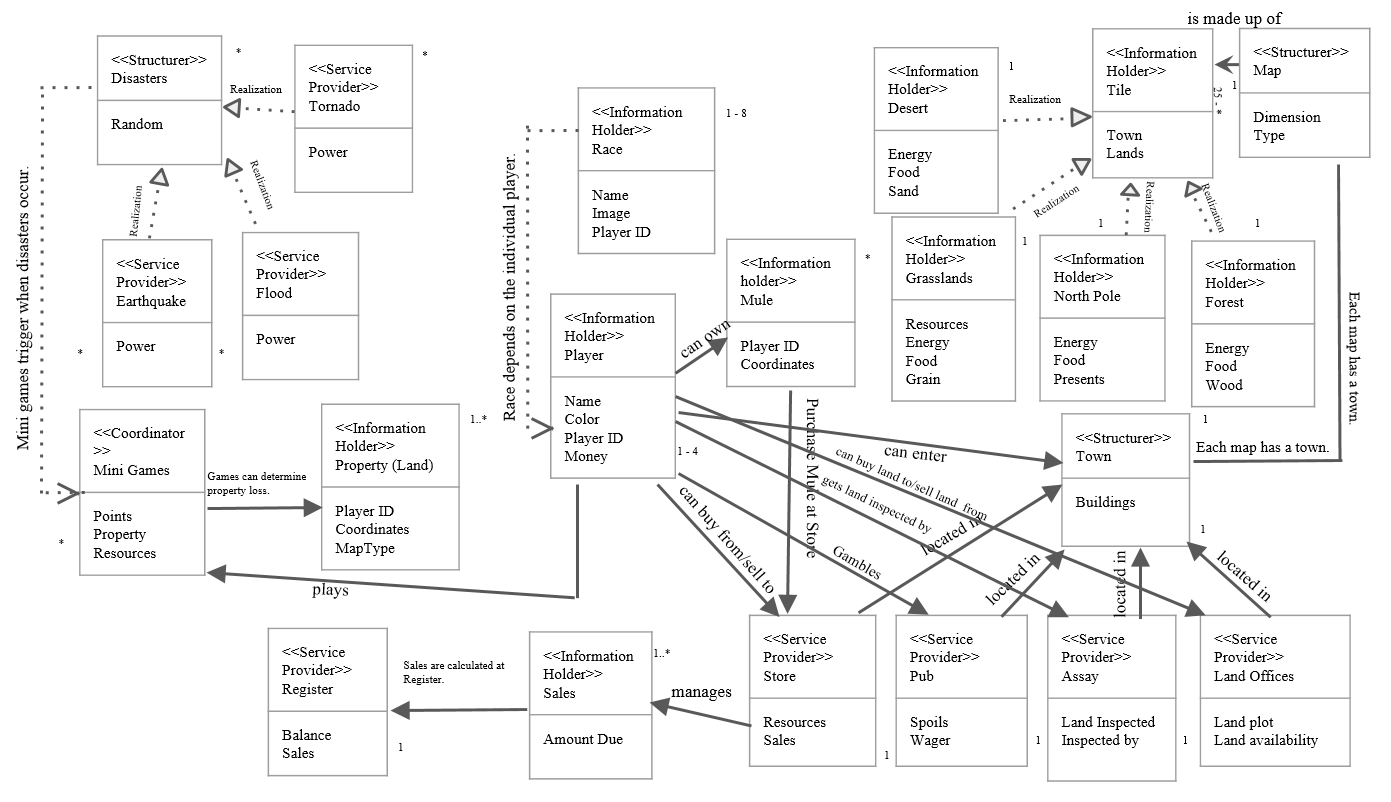 is made up of
<<Structurer>>
Disasters
Random
*
<<Service
Provider>>
Tornado
Power
*
Realization
Realization
Realization
<<Service
Provider>>
Earthquake
Power
*
<<Service
Provider>>
Flood
Power
*
Mini games trigger when disasters occur.
<<Coordinator
>>
Mini Games
Points
Property
Resources
*
Games can determine
property loss.
<<Information
Holder>>
Property (Land)
Player ID
Coordinates
MapType
1..*
plays
<<Information
Holder>>
Race
Name
Image
Player ID
1 - 8
Race depends on the individual player.
<<Information
Holder>>
Player
Name
Color
Player ID
Money
1 - 4
can own
<<Information
holder>>
Mule
Player ID
Coordinates
*
Purchase Mule at Store
can enter
can buy land to/sell land from
gets land inspected by
Gambles
can buy from/sell to
<<Information
Holder>>
Desert
Energy
Food
Sand
1
Realization
<<Information
Holder>>
Tile
Town
Lands
25 - *
<<Structurer>>
Map
Dimension
Type
1
Realization
Realization
Realization
<<Information
Holder>>
Grasslands
Resources
Energy
Food
Grain
1
<<Information
Holder>>
North Pole
Energy
Food
Presents
1
<<Information
Holder>>
Forest
Energy
Food
Wood
1
Each map has a town.
Each map has a town.
<<Structurer>>
Town
Buildings
1
1
located in
located in
located in
located in
<<Service
Provider>>
Register
Balance
Sales
1
Sales are calculated at
Register.
<<Information
Holder>>
Sales
Amount Due
1..*
manages
<<Service
Provider>>
Store
Resources
Sales
1
<<Service
Provider>>
Pub
Spoils
Wager
1
<<Service
Provider>>
Assay
Land Inspected
Inspected by
1
<<Service
Provider>>
Land Offices
Land plot
Land availability